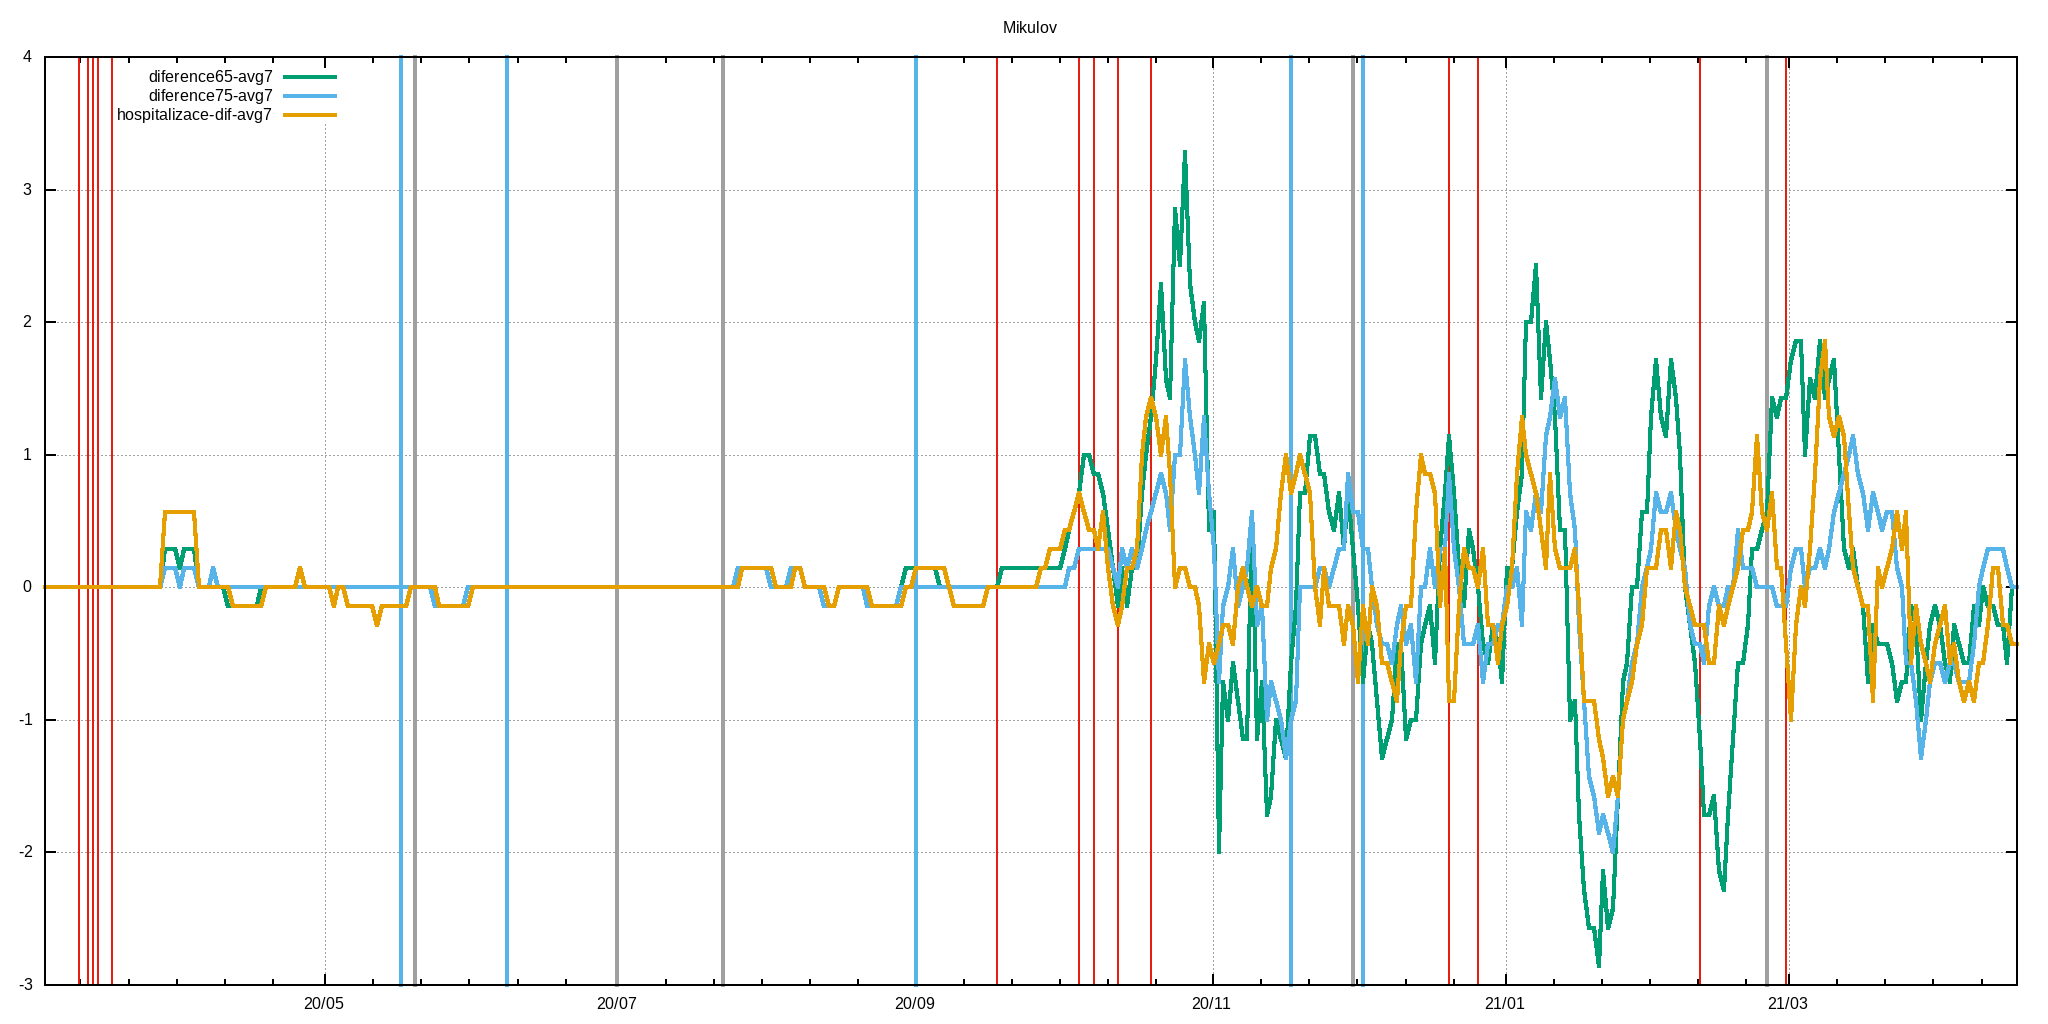 Mikulov
4
diference65-avg7
diference75-avg7
hospitalizace-dif-avg7
3
2
1
0
-1
-2
-3
20/05 20/07 20/09 20/11 21/01 21/03